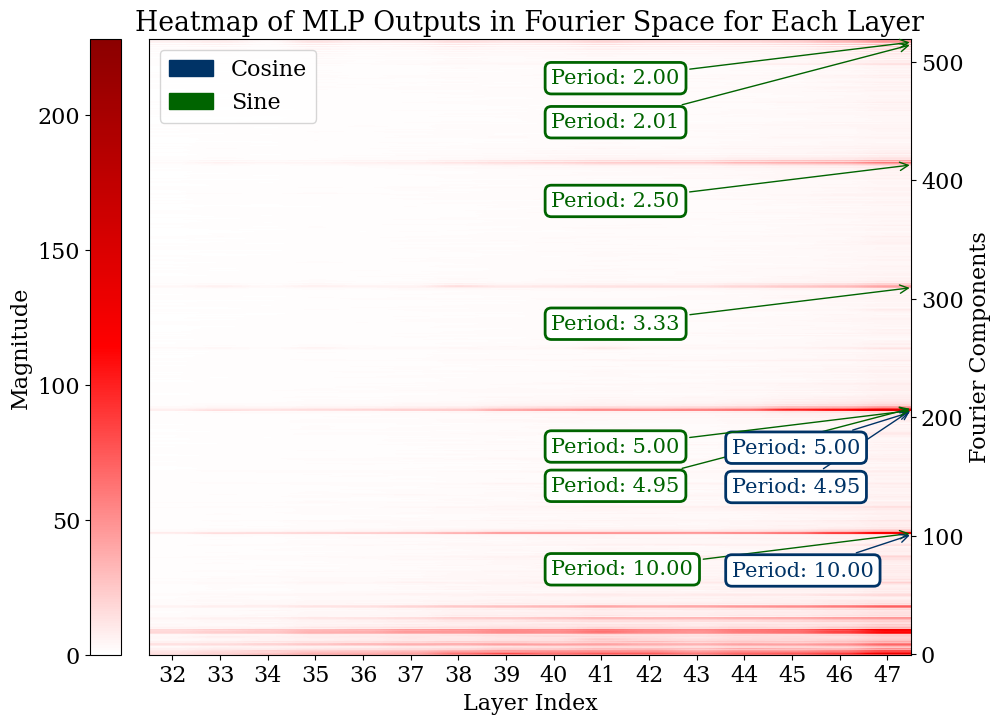 Heatmap of MLP Outputs in Fourier Space for Each Layer
Cosine
Sine
Period: 2.00
Period: 2.01
Period: 2.50
Period: 3.33
Period: 5.00
Period: 5.00
Period: 4.95
Period: 4.95
Period: 10.00
Period: 10.00
Magnitude
200
150
100
50
0
Fourier Components
500
400
300
200
100
0
32 33 34 35 36 37 38 39 40 41 42 43 44 45 46 47
Layer Index